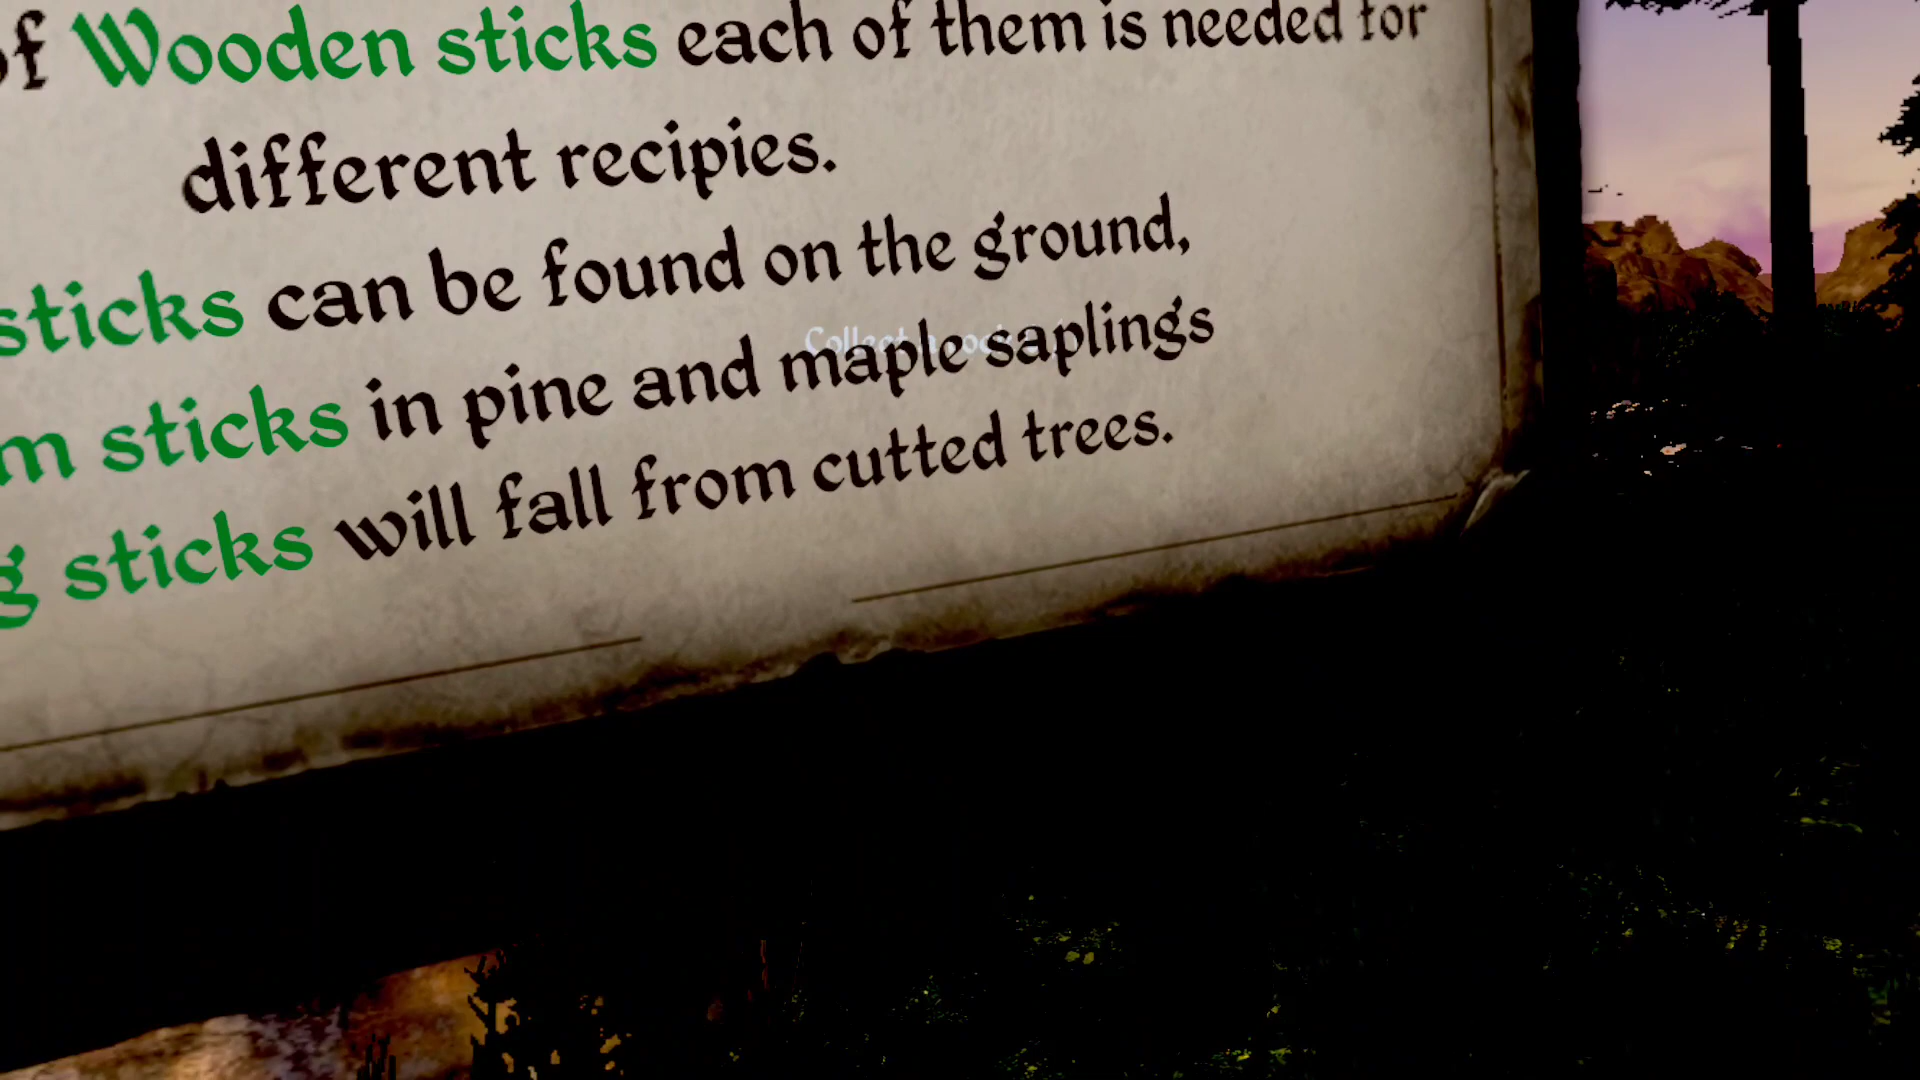 of Wooden sticks each of them is needed for
different recipies.
sticks can be found on the ground,
sticks in pine and maple saplings
sticks will fall from cutted trees.